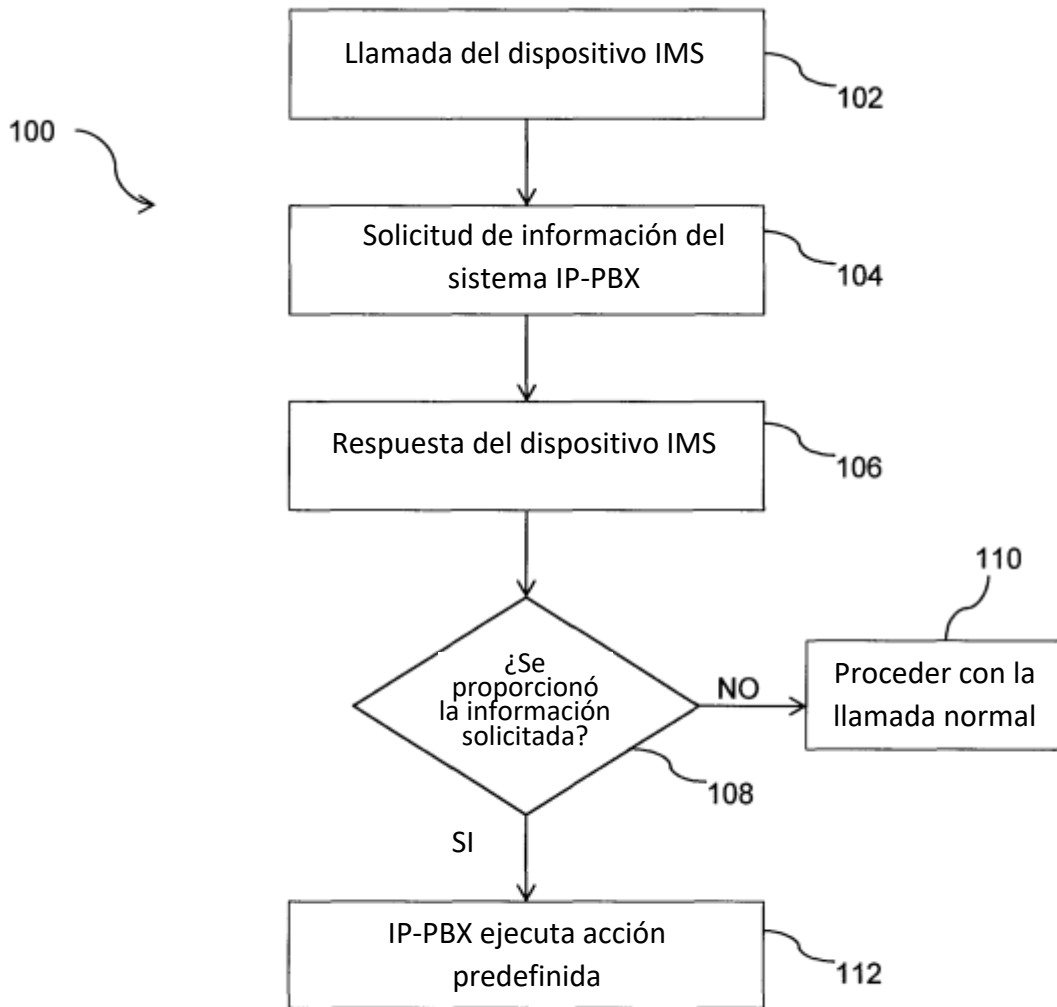 Llamada del dispositivo IMS
102
100
Solicitud de información del
sistema IP-PBX
104
Respuesta del dispositivo IMS
106
110
¿Se
proporcionó
la información
solicitada?
NO
Proceder con la
llamada normal
108
SI
IP-PBX ejecuta acción
predefinida
112